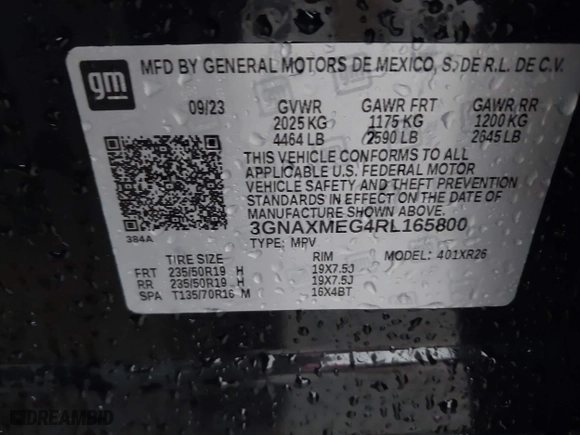 gm
MFD BY GENERAL MOTORS DE MEXICO, S. DE R.L. DE C.V.
09/23 GVWR GAWR FRT GAWR RR
2025 KG 1175 KG 1200 KG
4464 LB 2590 LB 2645 LB
THIS VEHICLE CONFORMS TO ALL
APPLICABLE U.S. FEDERAL MOTOR
VEHICLE SAFETY AND THEFT PREVENTION
STANDARDS IN EFFECT ON THE DATE OF
MANUFACTURE SHOWN ABOVE.
3GNAXMEG4RL165800
384A TYPE: MPV MODEL: 401XR26
TIRE SIZE RIM
FRT 235/50R19 H 19X7.5J
RR 235/50R19 H 19X7.5J
SPA T135/70R16 M 16X4BT
DREAMBID